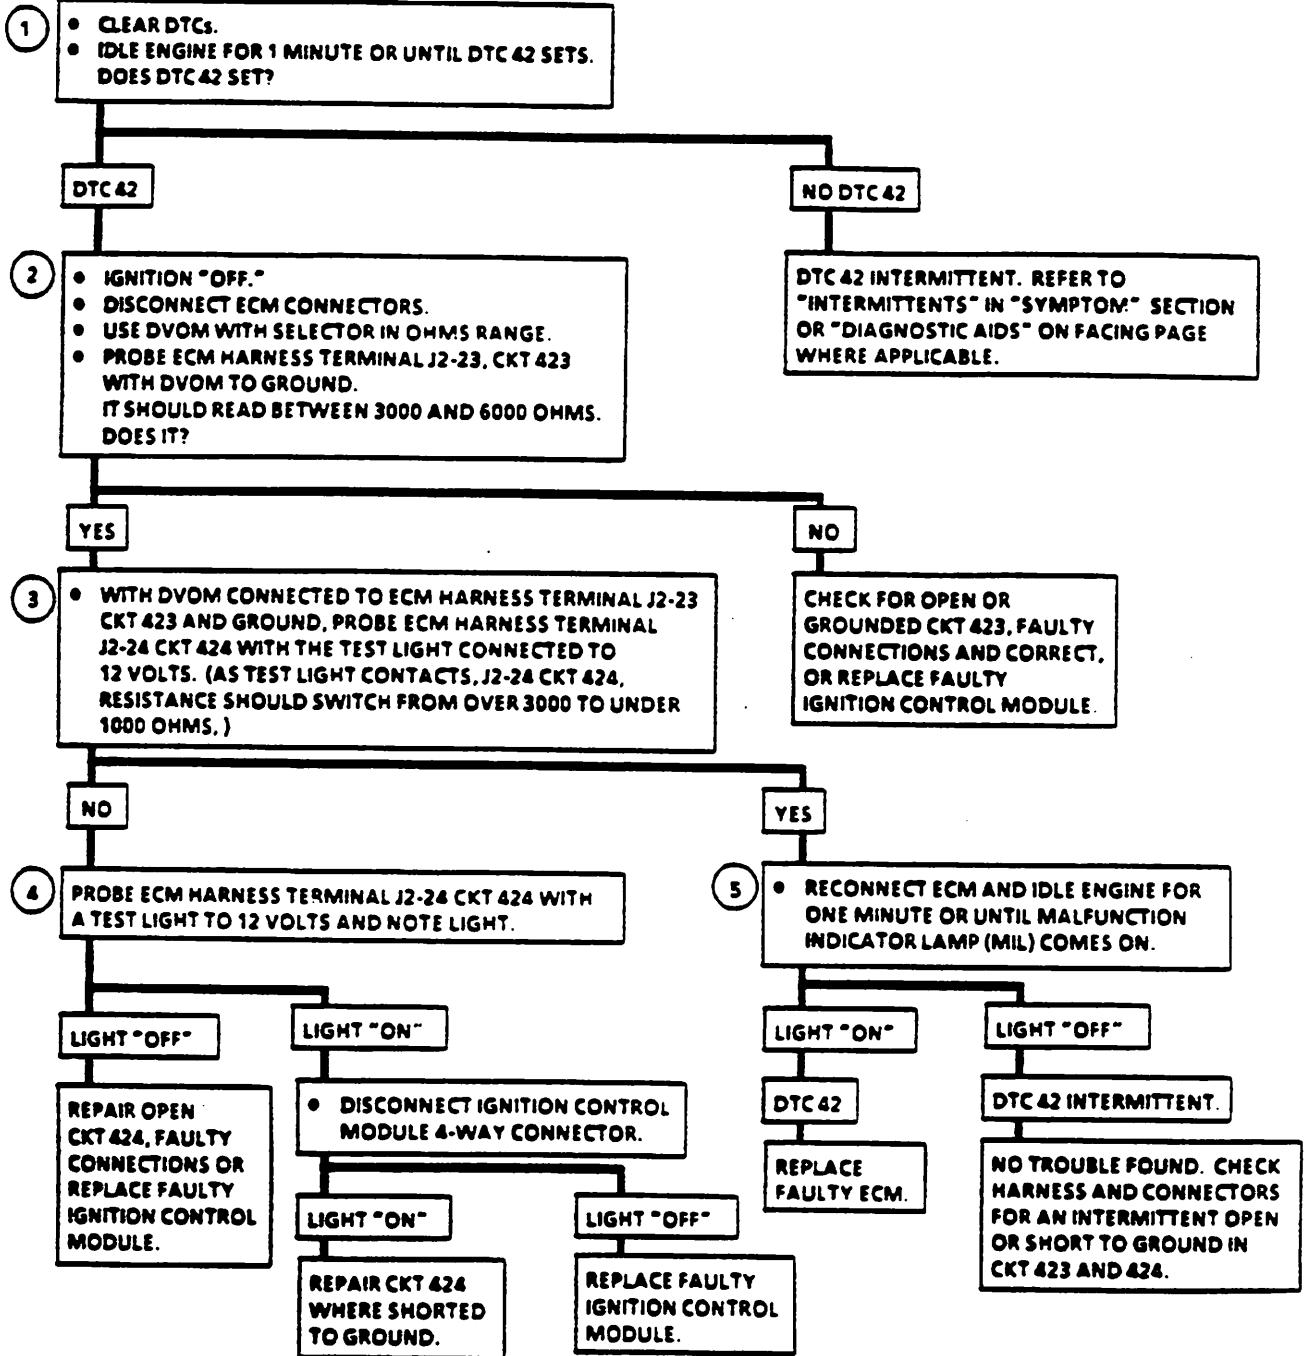 1
• CLEAR DTCs.
• IDLE ENGINE FOR 1 MINUTE OR UNTIL DTC 42 SETS.
DOES DTC 42 SET?
DTC 42
NO DTC 42
2
• IGNITION "OFF."
• DISCONNECT ECM CONNECTORS.
• USE DVOM WITH SELECTOR IN OHMS RANGE.
• PROBE ECM HARNESS TERMINAL J2-23, CKT 423
WITH DVOM TO GROUND.
IT SHOULD READ BETWEEN 3000 AND 6000 OHMS.
DOES IT?
DTC 42 INTERMITTENT. REFER TO
"INTERMITTENTS" IN "SYMPTOM:" SECTION
OR "DIAGNOSTIC AIDS" ON FACING PAGE
WHERE APPLICABLE.
YES
NO
3
• WITH DVOM CONNECTED TO ECM HARNESS TERMINAL J2-23
CKT 423 AND GROUND, PROBE ECM HARNESS TERMINAL
J2-24 CKT 424 WITH THE TEST LIGHT CONNECTED TO
12 VOLTS. (AS TEST LIGHT CONTACTS, J2-24 CKT 424,
RESISTANCE SHOULD SWITCH FROM OVER 3000 TO UNDER
1000 OHMS, )
CHECK FOR OPEN OR
GROUNDED CKT 423, FAULTY
CONNECTIONS AND CORRECT,
OR REPLACE FAULTY
IGNITION CONTROL MODULE.
NO
YES
4
PROBE ECM HARNESS TERMINAL J2-24 CKT 424 WITH
A TEST LIGHT TO 12 VOLTS AND NOTE LIGHT.
5
• RECONNECT ECM AND IDLE ENGINE FOR
ONE MINUTE OR UNTIL MALFUNCTION
INDICATOR LAMP (MIL) COMES ON.
LIGHT "OFF"
LIGHT "ON"
LIGHT "ON"
LIGHT "OFF"
REPAIR OPEN
CKT 424, FAULTY
CONNECTIONS OR
REPLACE FAULTY
IGNITION CONTROL
MODULE.
• DISCONNECT IGNITION CONTROL
MODULE 4-WAY CONNECTOR.
DTC 42
DTC 42 INTERMITTENT.
REPLACE
FAULTY ECM.
NO TROUBLE FOUND. CHECK
HARNESS AND CONNECTORS
FOR AN INTERMITTENT OPEN
OR SHORT TO GROUND IN
CKT 423 AND 424.
LIGHT "ON"
LIGHT "OFF"
REPAIR CKT 424
WHERE SHORTED
TO GROUND.
REPLACE FAULTY
IGNITION CONTROL
MODULE.